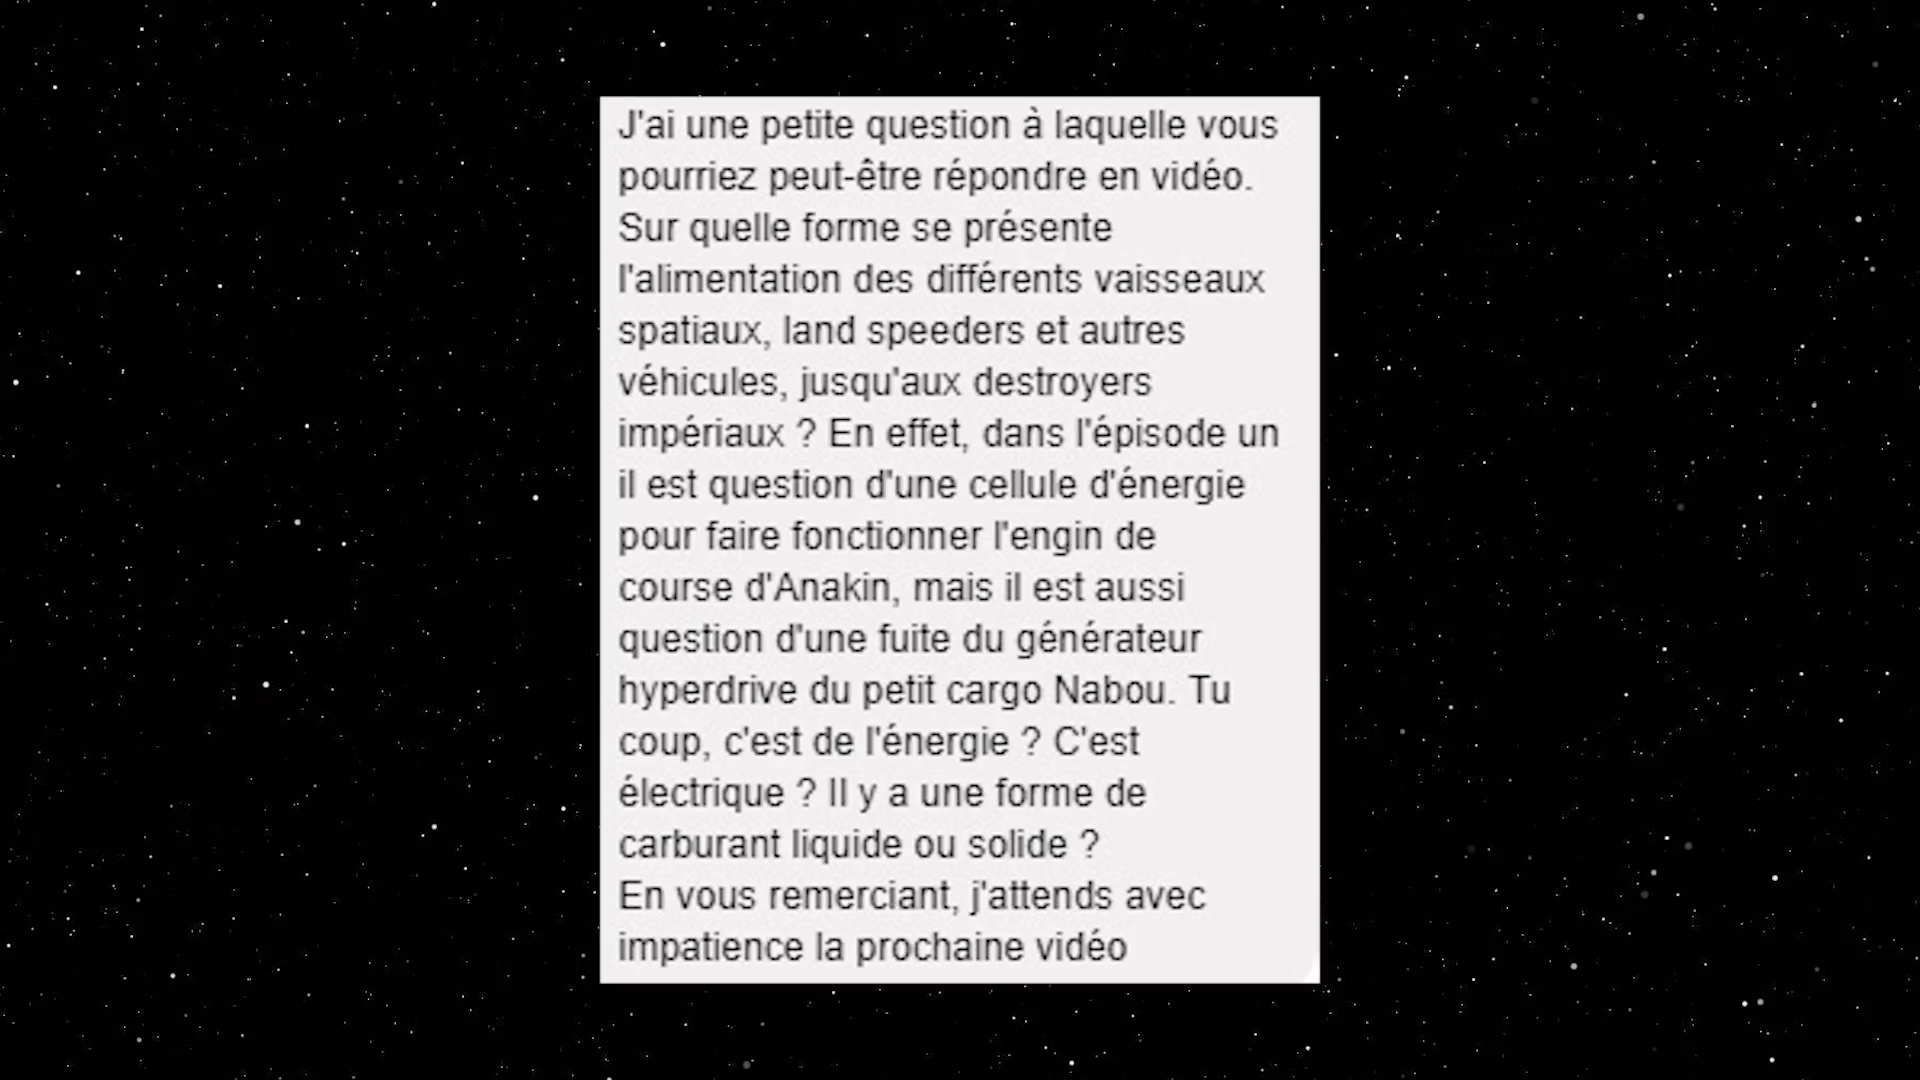 J'ai une petite question à laquelle vous
pourriez peut-être répondre en vidéo.
Sur quelle forme se présente
l'alimentation des différents vaisseaux
spatiaux, land speeders et autres
véhicules, jusqu'aux destroyers
impériaux ? En effet, dans l'épisode un
il est question d'une cellule d'énergie
pour faire fonctionner l'engin de
course d'Anakin, mais il est aussi
question d'une fuite du générateur
hyperdrive du petit cargo Nabou. Tu
coup, c'est de l'énergie ? C'est
électrique ? Il y a une forme de
carburant liquide ou solide ?
En vous remerciant, j'attends avec
impatience la prochaine vidéo